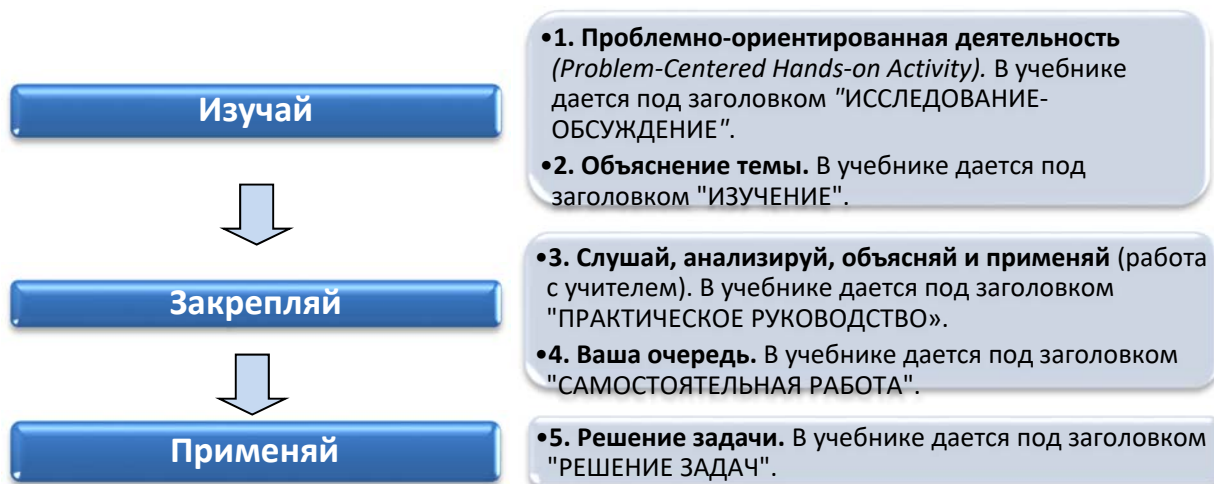 Изучай
•1. Проблемно-ориентированная деятельность
(Problem-Centered Hands-on Activity). В учебнике
дается под заголовком "ИССЛЕДОВАНИЕ-
ОБСУЖДЕНИЕ".
•2. Объяснение темы. В учебнике дается под
заголовком "ИЗУЧЕНИЕ".
Закрепляй
•3. Слушай, анализируй, объясняй и применяй (работа
с учителем). В учебнике дается под заголовком
"ПРАКТИЧЕСКОЕ РУКОВОДСТВО».
•4. Ваша очередь. В учебнике дается под заголовком
"САМОСТОЯТЕЛЬНАЯ РАБОТА".
Применяй
•5. Решение задачи. В учебнике дается под заголовком
"РЕШЕНИЕ ЗАДАЧ".